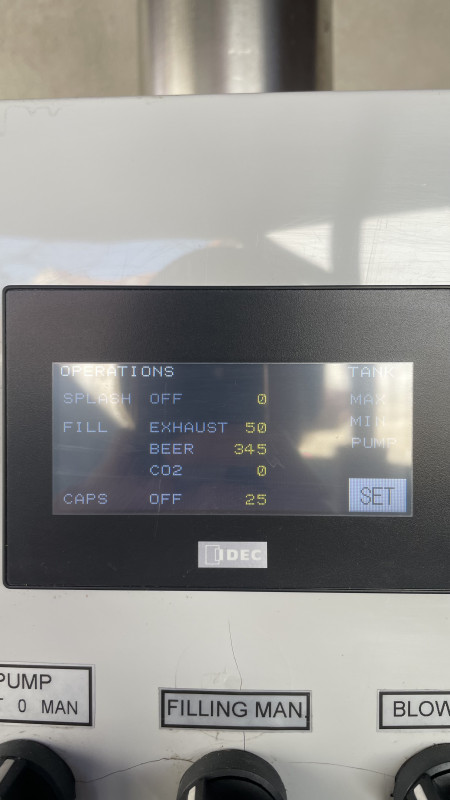 OPERATIONS TANK
SPLASH OFF 0 MAX
FILL EXHAUST 50 MIN
BEER 345 PUMP
CO2 0
CAPS OFF 25 SET
IDEC
PUMP
0 MAN
FILLING MAN.
BLOW